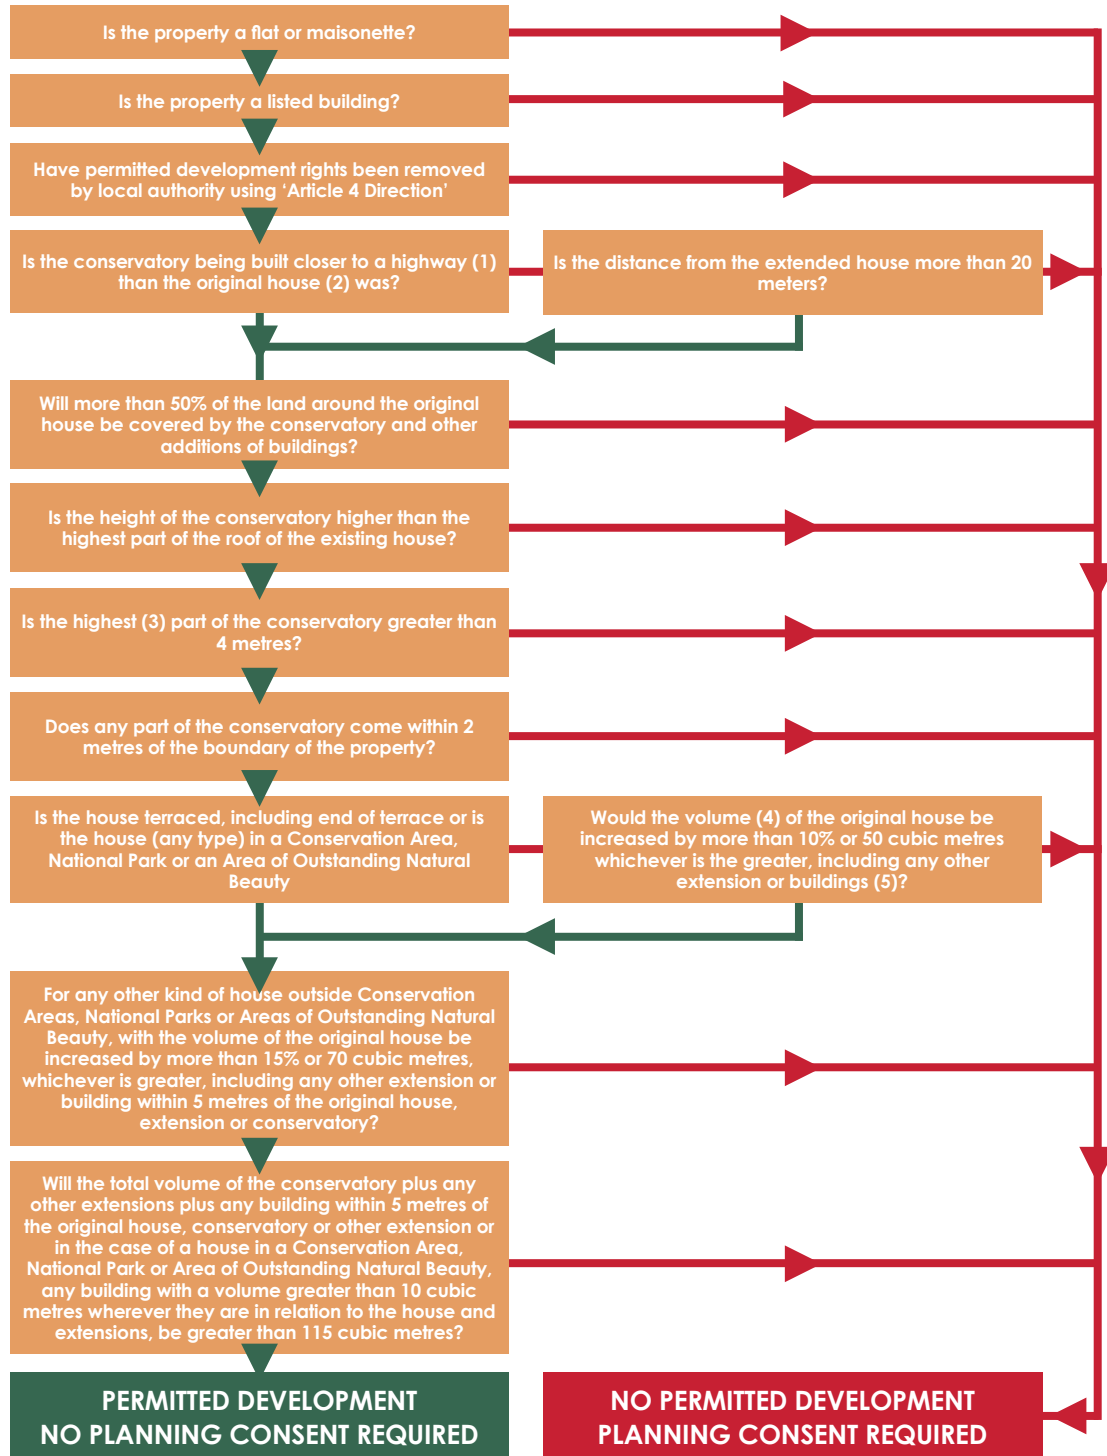 Is the property a flat or maisonette?
Is the property a listed building?
Have permitted development rights been removed
by local authority using ‘Article 4 Direction’
Is the conservatory being built closer to a highway (1)
than the original house (2) was?
Is the distance from the extended house more than 20
meters?
Will more than 50% of the land around the original
house be covered by the conservatory and other
additions of buildings?
Is the height of the conservatory higher than the
highest part of the roof of the existing house?
Is the highest (3) part of the conservatory greater than
4 metres?
Does any part of the conservatory come within 2
metres of the boundary of the property?
Is the house terraced, including end of terrace or is
the house (any type) in a Conservation Area,
National Park or an Area of Outstanding Natural
Beauty
Would the volume (4) of the original house be
increased by more than 10% or 50 cubic metres
whichever is the greater, including any other
extension or buildings (5)?
For any other kind of house outside Conservation
Areas, National Parks or Areas of Outstanding Natural
Beauty, with the volume of the original house be
increased by more than 15% or 70 cubic metres,
whichever is greater, including any other extension or
building within 5 metres of the original house,
extension or conservatory?
Will the total volume of the conservatory plus any
other extensions plus any building within 5 metres of
the original house, conservatory or other extension or
in the case of a house in a Conservation Area,
National Park or Area of Outstanding Natural Beauty,
any building with a volume greater than 10 cubic
metres wherever they are in relation to the house and
extensions, be greater than 115 cubic metres?
PERMITTED DEVELOPMENT
NO PLANNING CONSENT REQUIRED
NO PERMITTED DEVELOPMENT
PLANNING CONSENT REQUIRED